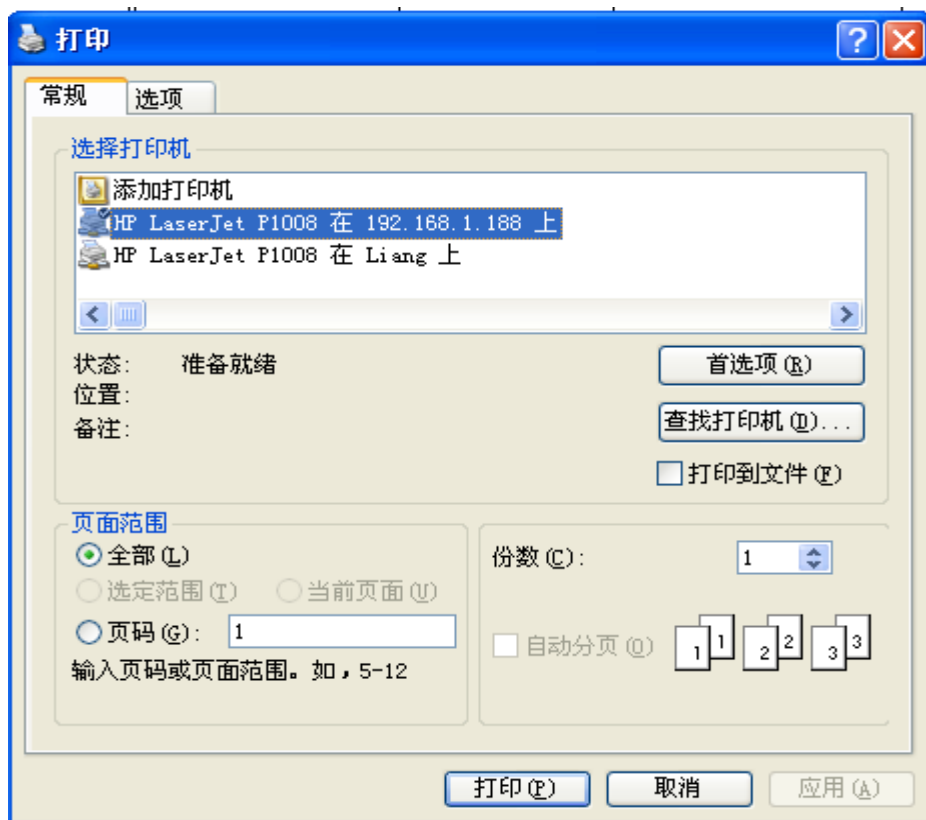 打印
常规 选项
选择打印机
添加打印机
HP LaserJet P1008 在 192.168.1.188 上
HP LaserJet P1008 在 Liang 上
状态: 准备就绪 首选项(R)
位置:
备注: 查找打印机(D)...
打印到文件(F)
页面范围
全部(L) 份数(C): 1
选定范围(T) 当前页面(U)
页码(G): 1 自动分页(O) 1 1 2 2 3 3
输入页码或页面范围。如，5-12
打印(P) 取消 应用(A)